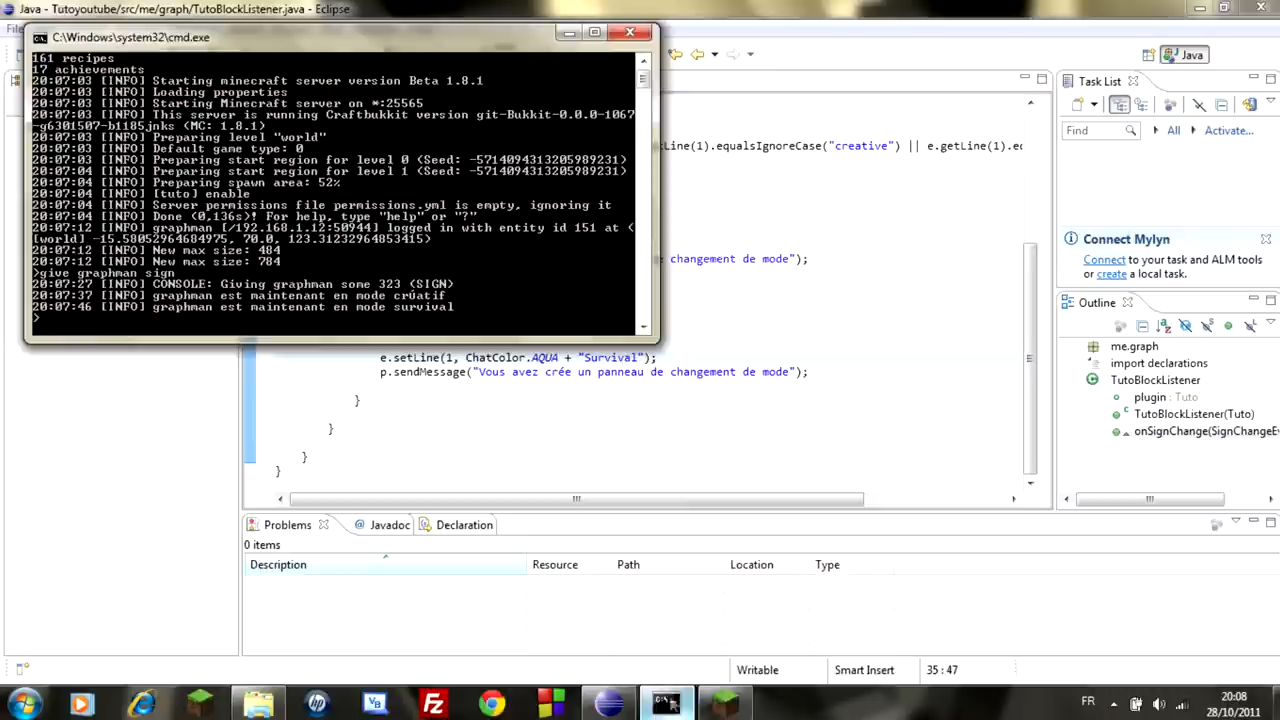 Java - Tutoyoutube/src/me/graph/TutoBlockListener.java - Eclipse
C:\Windows\system32\cmd.exe
161 recipes
17 achievements
20:07:03 [INFO] Starting minecraft server version Beta 1.8.1
20:07:03 [INFO] Loading properties
20:07:03 [INFO] Starting Minecraft server on *:25565
20:07:03 [INFO] This server is running Craftbukkit version git-Bukkit-0.0.0-1067
-g6301507-b1185jnks (MC: 1.8.1)
20:07:03 [INFO] Preparing level "world"
20:07:03 [INFO] Default game type: 0
20:07:03 [INFO] Preparing start region for level 0 (Seed: -5714094313205989231)
20:07:03 [INFO] Preparing start region for level 1 (Seed: -5714094313205989231)
20:07:04 [INFO] Preparing spawn area: 52%
20:07:04 [INFO] [tuto] enable
20:07:04 [INFO] Server permissions file permissions.yml is empty, ignoring it
20:07:04 [INFO] Done (0,136s)! For help, type "help" or "?"
20:07:12 [INFO] graphman [/192.168.1.12:50944] logged in with entity id 151 at (
[world] -15.58052964684975, 70.0, 123.31232964853415)
20:07:12 [INFO] New max size: 484
20:07:12 [INFO] New max size: 784
>give graphman sign
20:07:27 [INFO] CONSOLE: Giving graphman some 323 (SIGN)
20:07:37 [INFO] graphman est maintenant en mode crúatif
20:07:46 [INFO] graphman est maintenant en mode survival
>
Line(1).equalsIgnoreCase("creative") || e.getLine(1).ec
e changement de mode");
e.setLine(1, ChatColor.AQUA + "Survival");
p.sendMessage("Vous avez crée un panneau de changement de mode");
}
}
}
}
Java
Task List
Find
All
Activate...
Connect Mylyn
Connect to your task and ALM tools
or create a local task.
Outline
me.graph
import declarations
TutoBlockListener
plugin : Tuto
TutoBlockListener(Tuto)
onSignChange(SignChangeEv
Problems
Javadoc
Declaration
0 items
Description
Resource
Path
Location
Type
Writable
Smart Insert
35 : 47
FR
20:08
28/10/2011